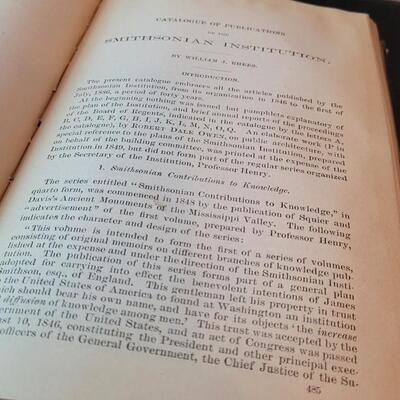 CATALOGUE OF PUBLICATIONS
OF THE
SMITHSONIAN INSTITUTION.
BY WILLIAM J. RHEES.
INTRODUCTION.
The present catalogue embraces all the articles published by the
Smithsonian Institution, from its organization in 1846 to the first of
July, 1886, a period of forty years.
At the beginning nothing was issued but pamphlets explanatory of
the plan of the Institution, and brief annual reports of the proceedings
of the Board of Regents, indicated in the catalogue by the letters A,
B, C, D, E, F, G, H, I, J, K, L, M, N, O, Q. An elaborate work (P in
the catalogue), by ROBERT DALE OWEN, on public architecture, with
special reference to the plans of the Smithsonian Institution, prepared
on behalf of the building committee, was printed at the expense of the
Institution in 1849, but did not form part of the regular series organized
by the Secretary of the Institution, Professor Henry.
1. Smithsonian Contributions to Knowledge.
The series entitled "Smithsonian Contributions to Knowledge," in
quarto form, was commenced in 1848 by the publication of Squier and
Davis's Ancient Monuments of the Mississippi Valley. The following
"advertisement" of the first volume, prepared by Professor Henry,
indicates the character and design of the series:
"This volume is intended to form the first of a series of volumes,
consisting of original memoirs on different branches of knowledge pub-
lished at the expense and under the direction of the Smithsonian Insti-
tution. The publication of this series forms part of a general plan
adopted for carrying into effect the benevolent intentions of James
Smithson, esq., of England. This gentleman left his property in trust
to the United States of America to found at Washington an institution
which should bear his own name, and have for its objects 'the increase
and diffusion of knowledge among men.' This trust was accepted by the
Government of the United States, and an act of Congress was passed
August 10, 1846, constituting the President and other principal exec-
officers of the General Government, the Chief Justice of the Su-
485